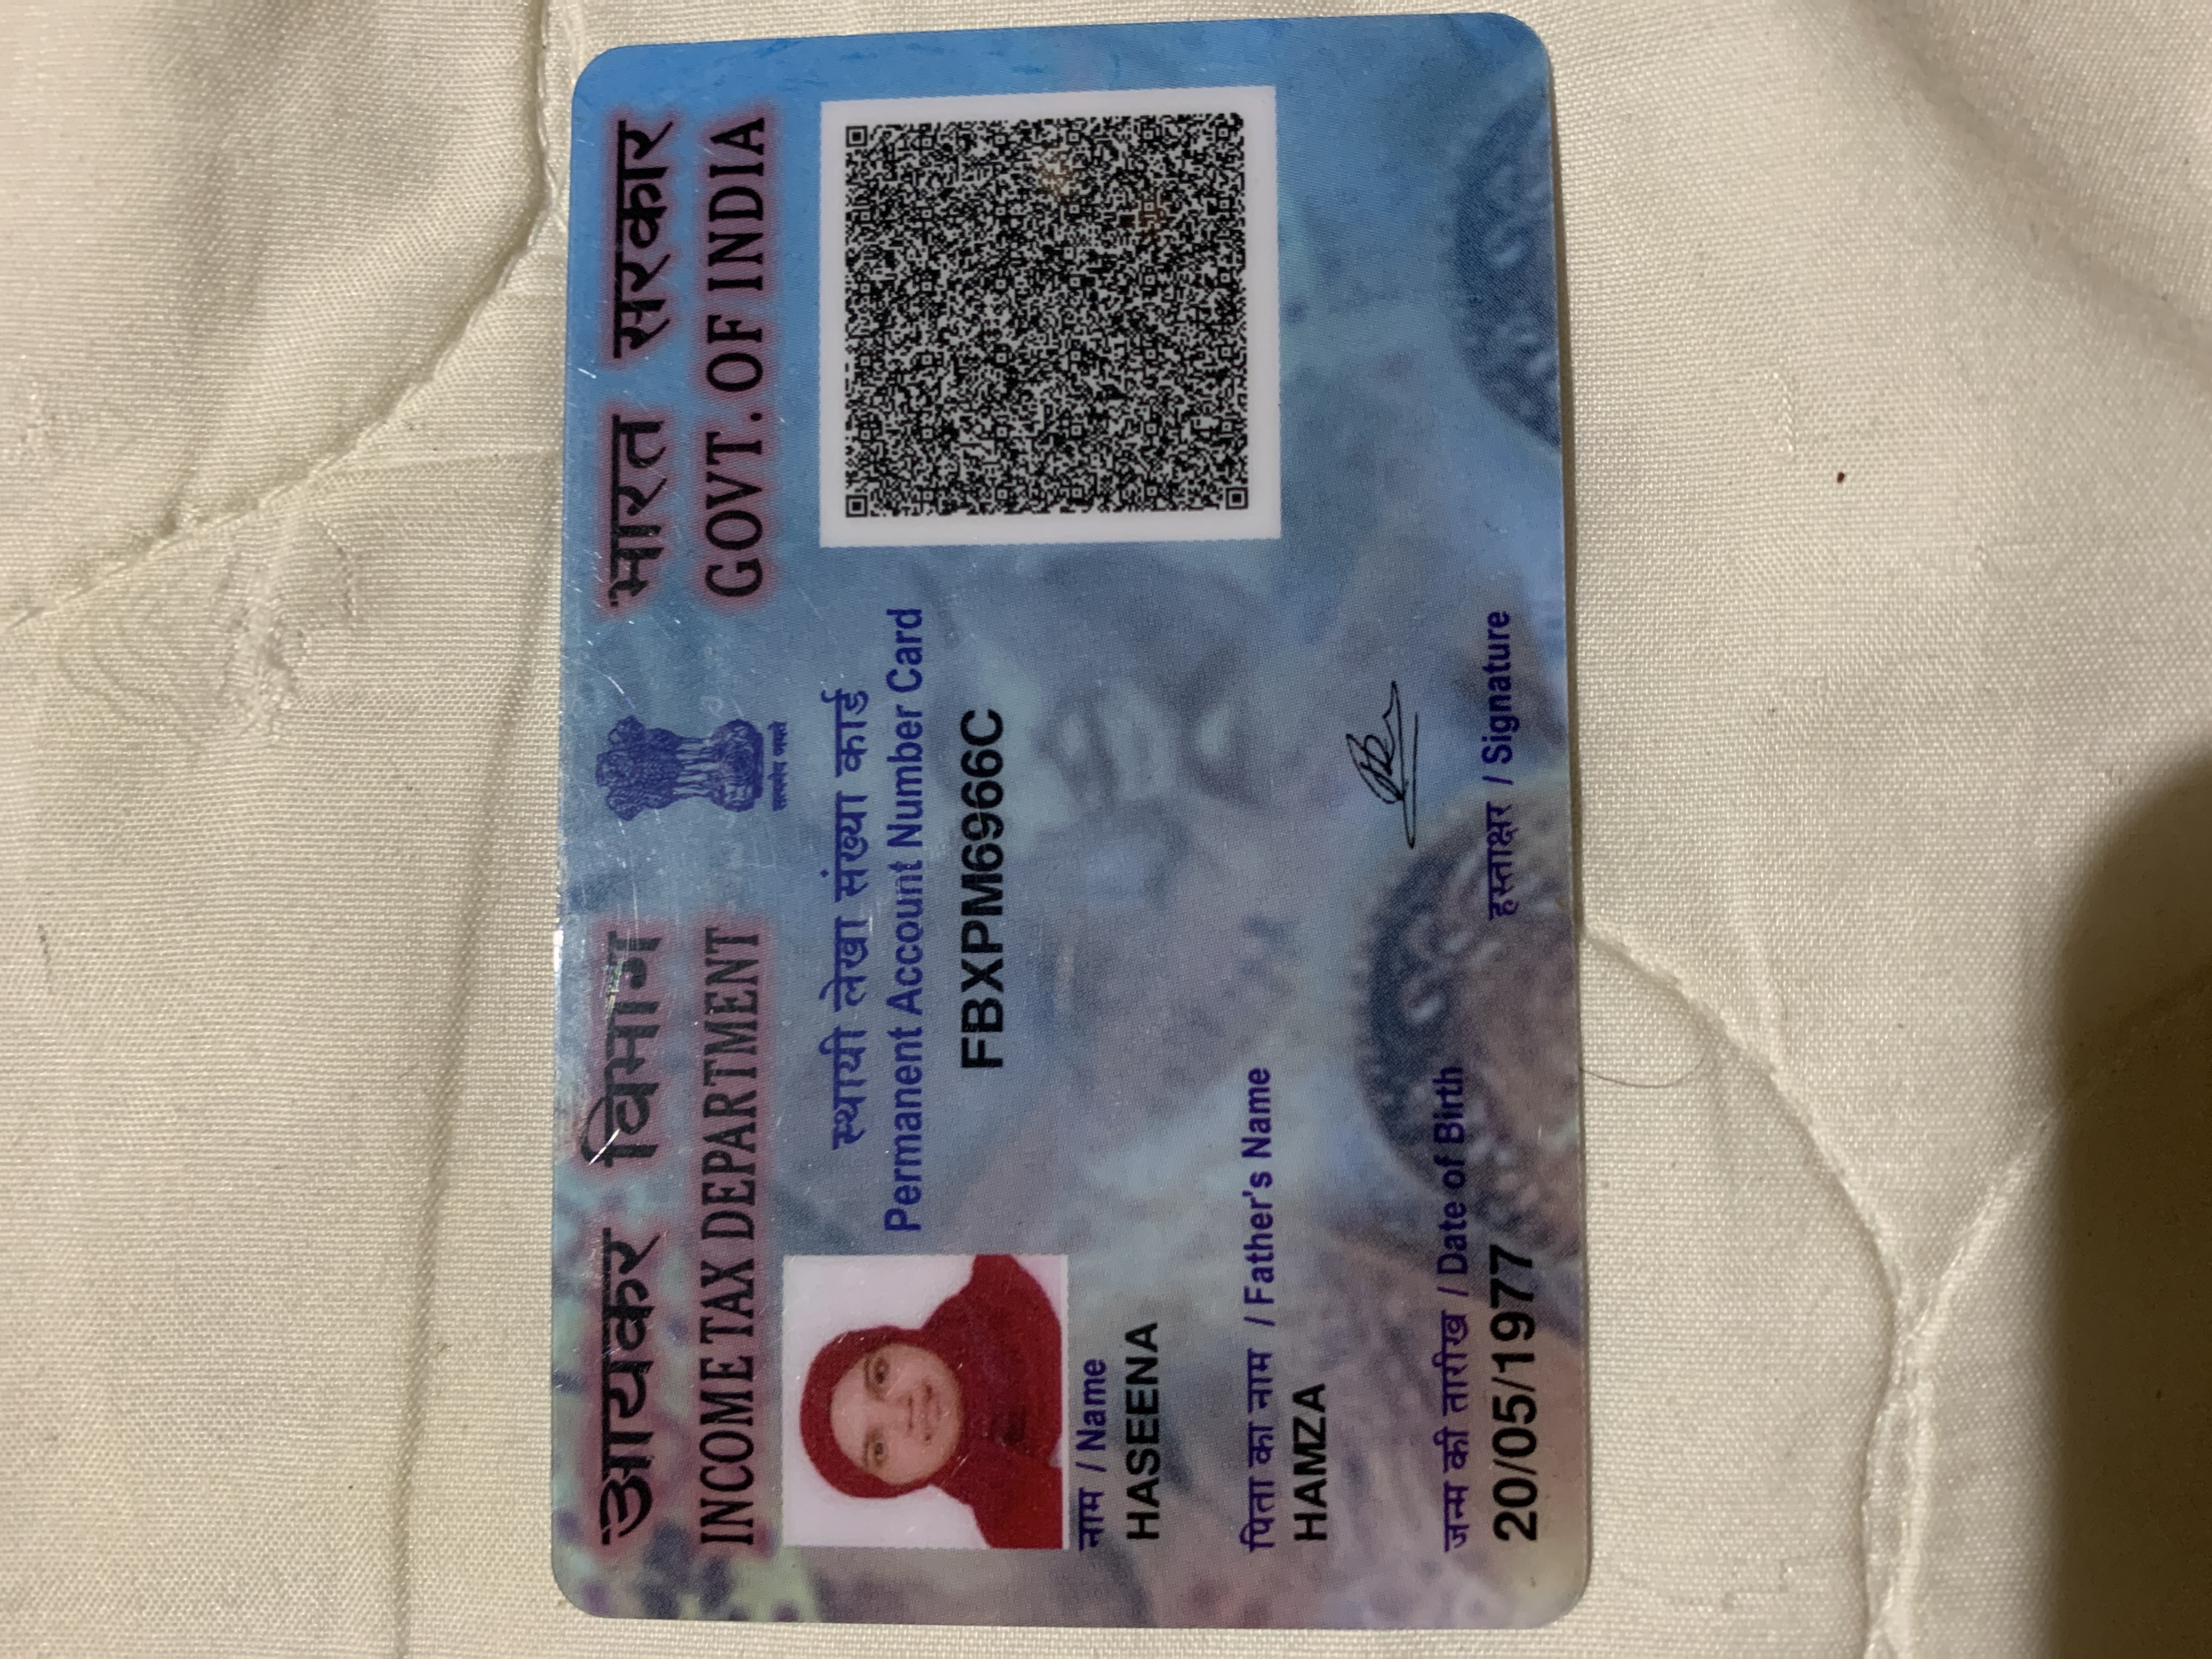 आयकर विभाग
INCOME TAX DEPARTMENT
सत्यमेव जयते
भारत सरकार
GOVT. OF INDIA
स्थायी लेखा संख्या कार्ड
Permanent Account Number Card
FBXPM6966C
नाम / Name
HASEENA
पिता का नाम / Father's Name
HAMZA
जन्म की तारीख / Date of Birth
20/05/1977
हस्ताक्षर / Signature